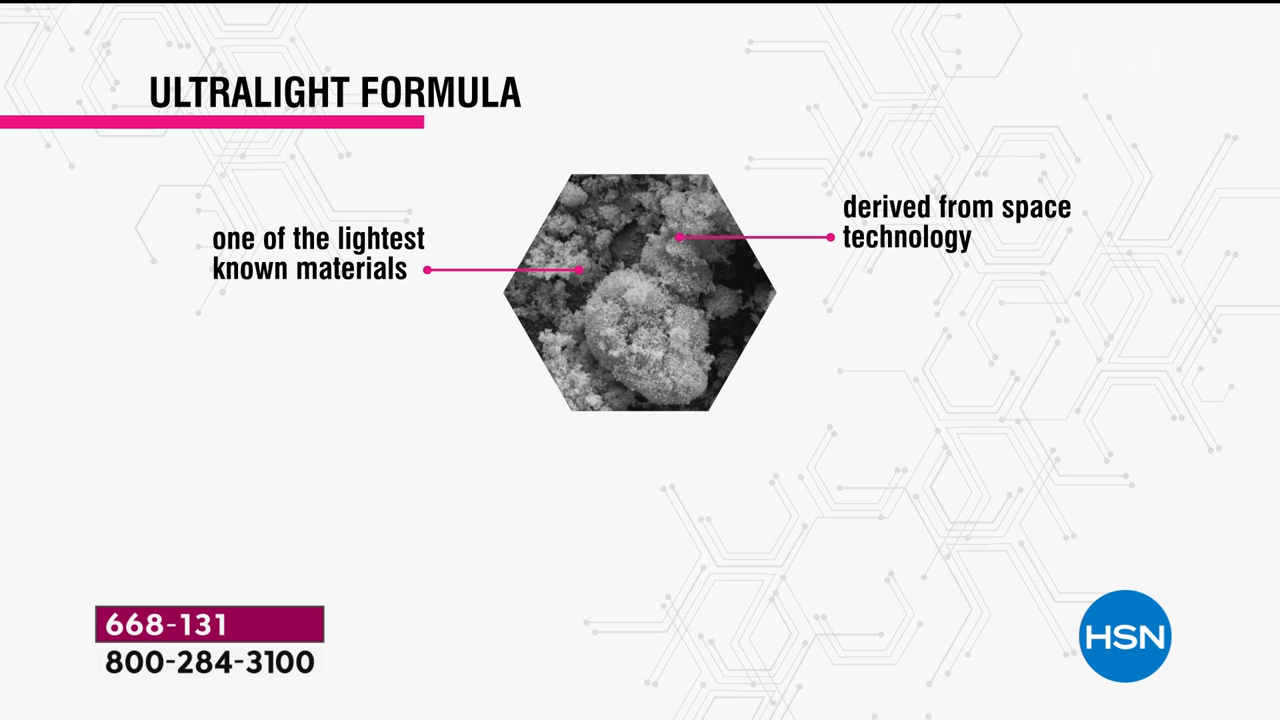 ULTRALIGHT FORMULA
one of the lightest
known materials
derived from space
technology
668-131
800-284-3100
HSN